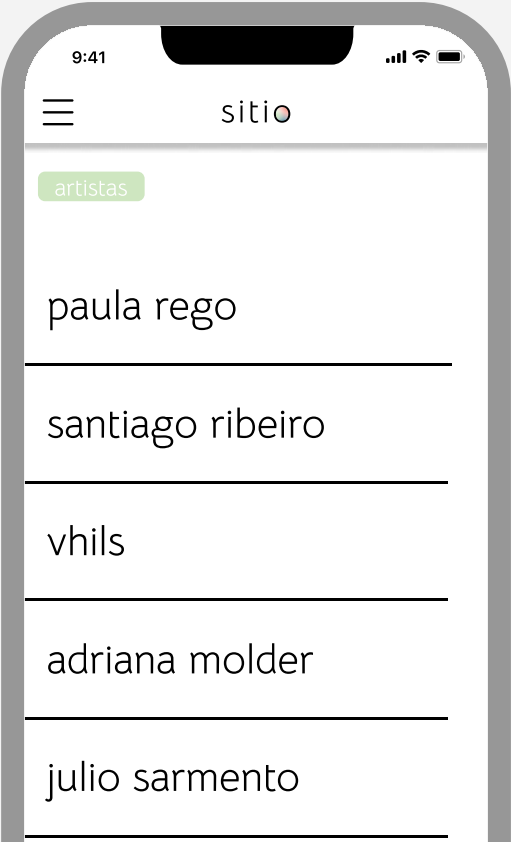 9:41
sitio
artistas
paula rego
santiago ribeiro
vhils
adriana molder
julio sarmento